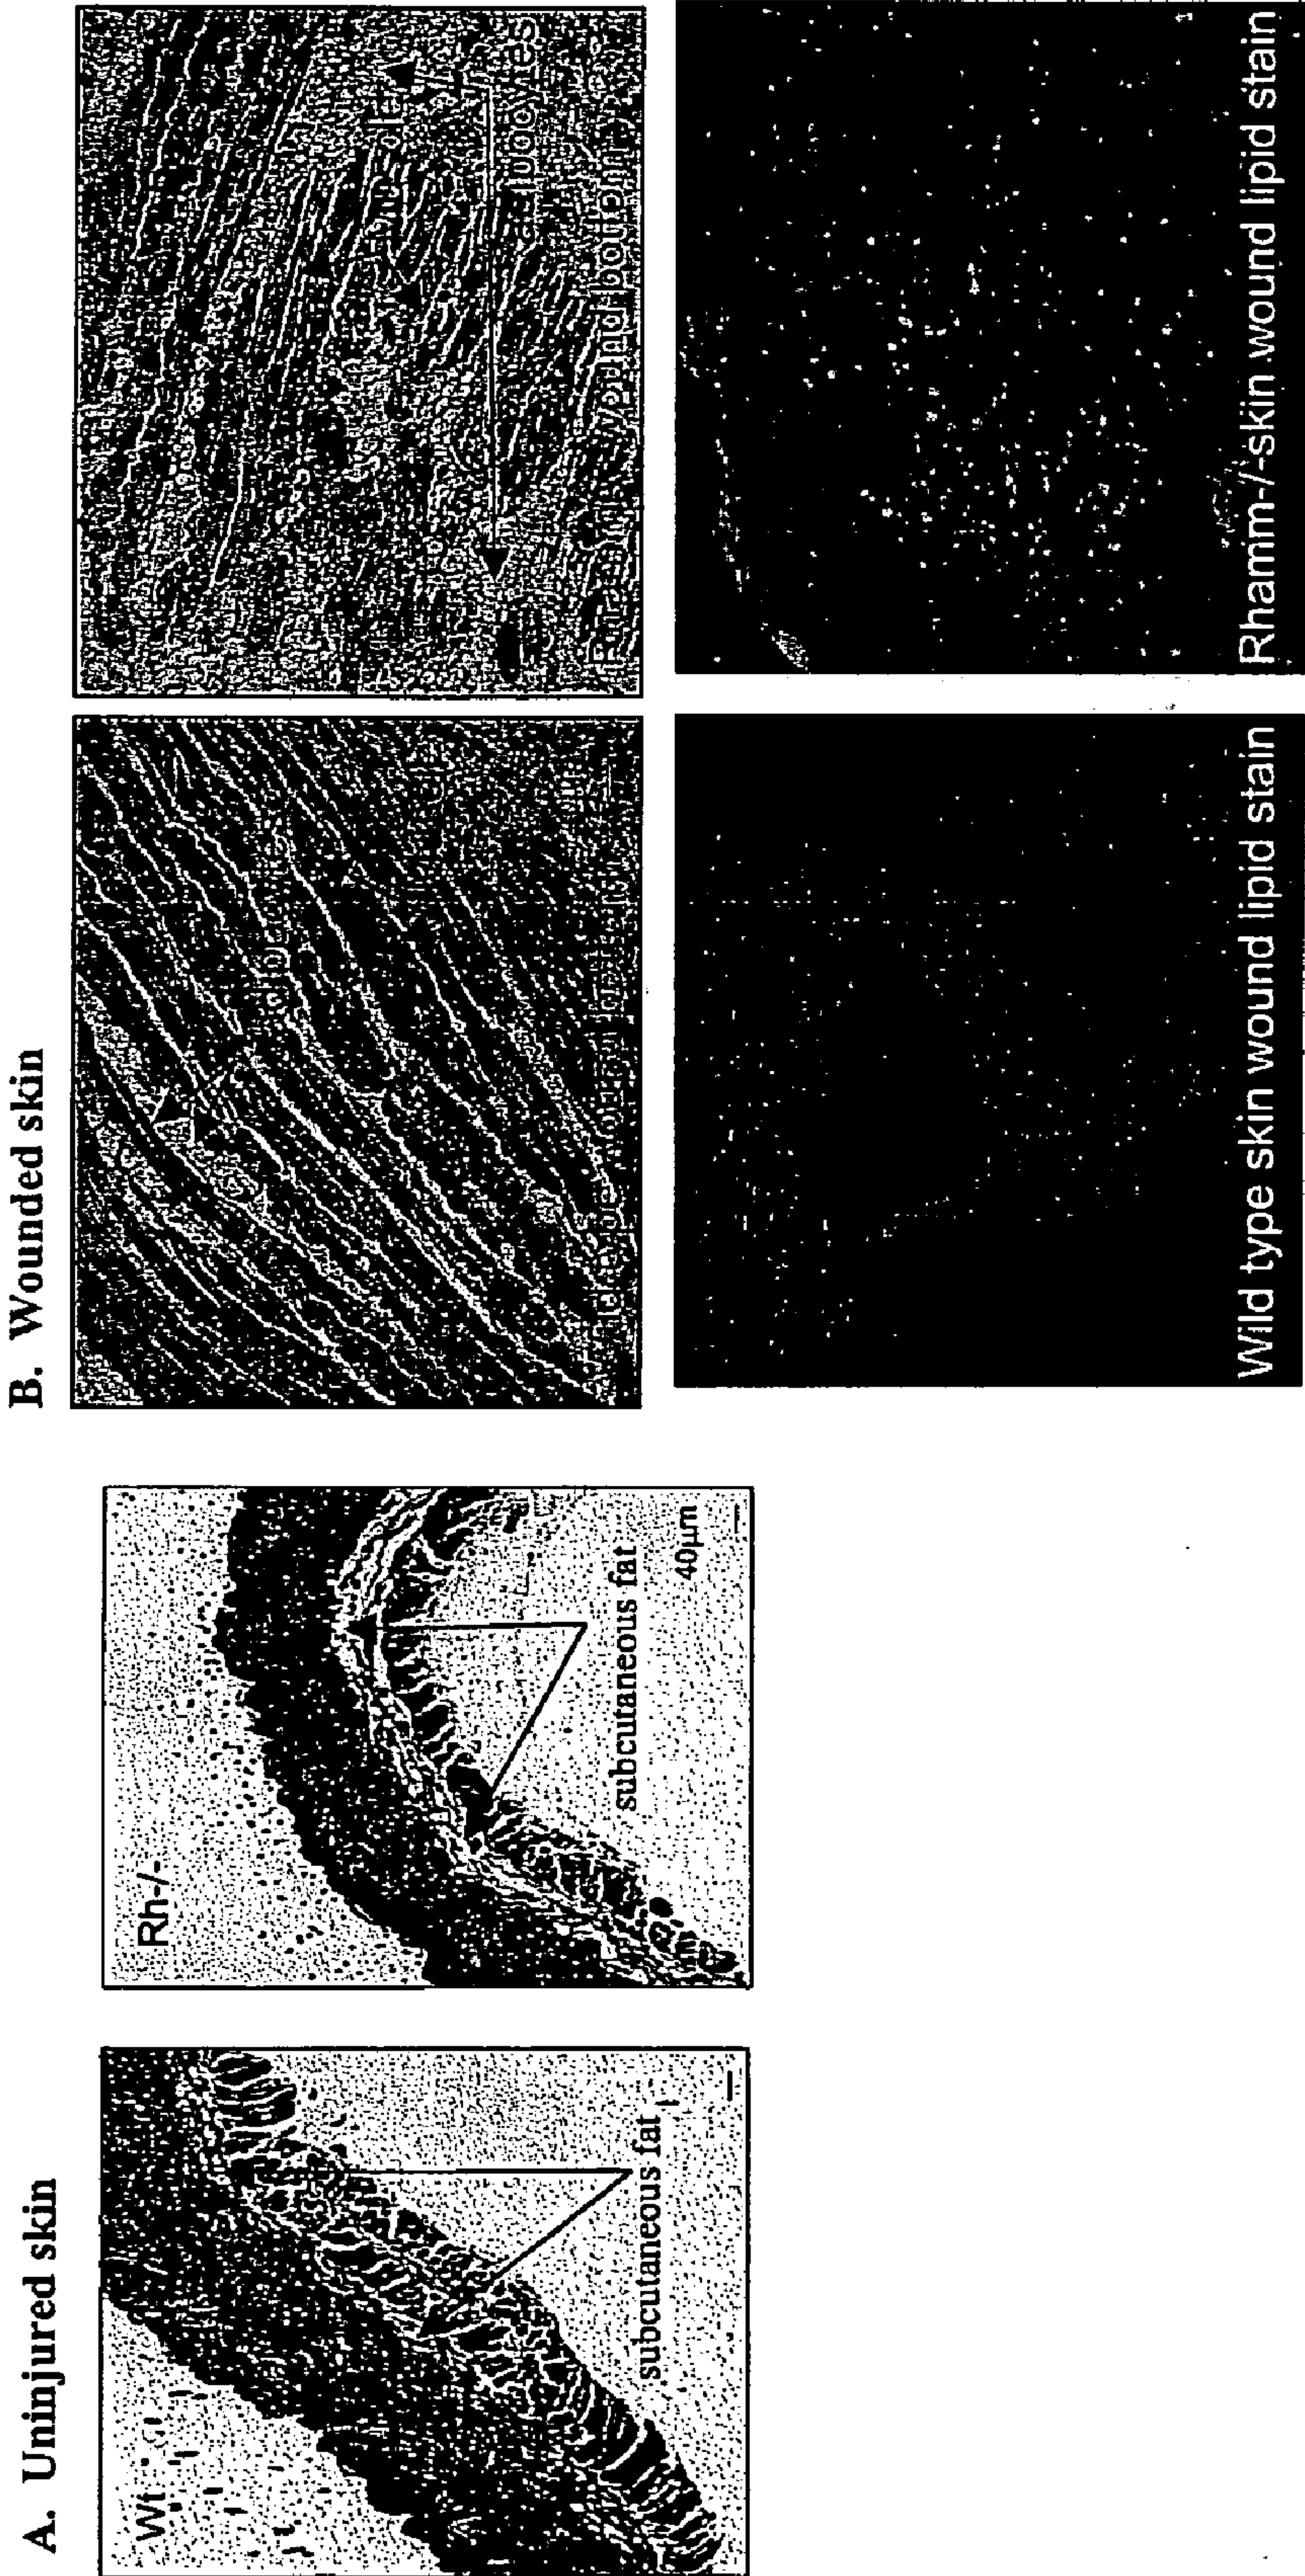 A. Uninjured skin
Wt
subcutaneous fat
Rh-/-
subcutaneous fat
40µm
B. Wounded skin
Wild type skin wound lipid stain
Rhamm-/-skin wound lipid stain